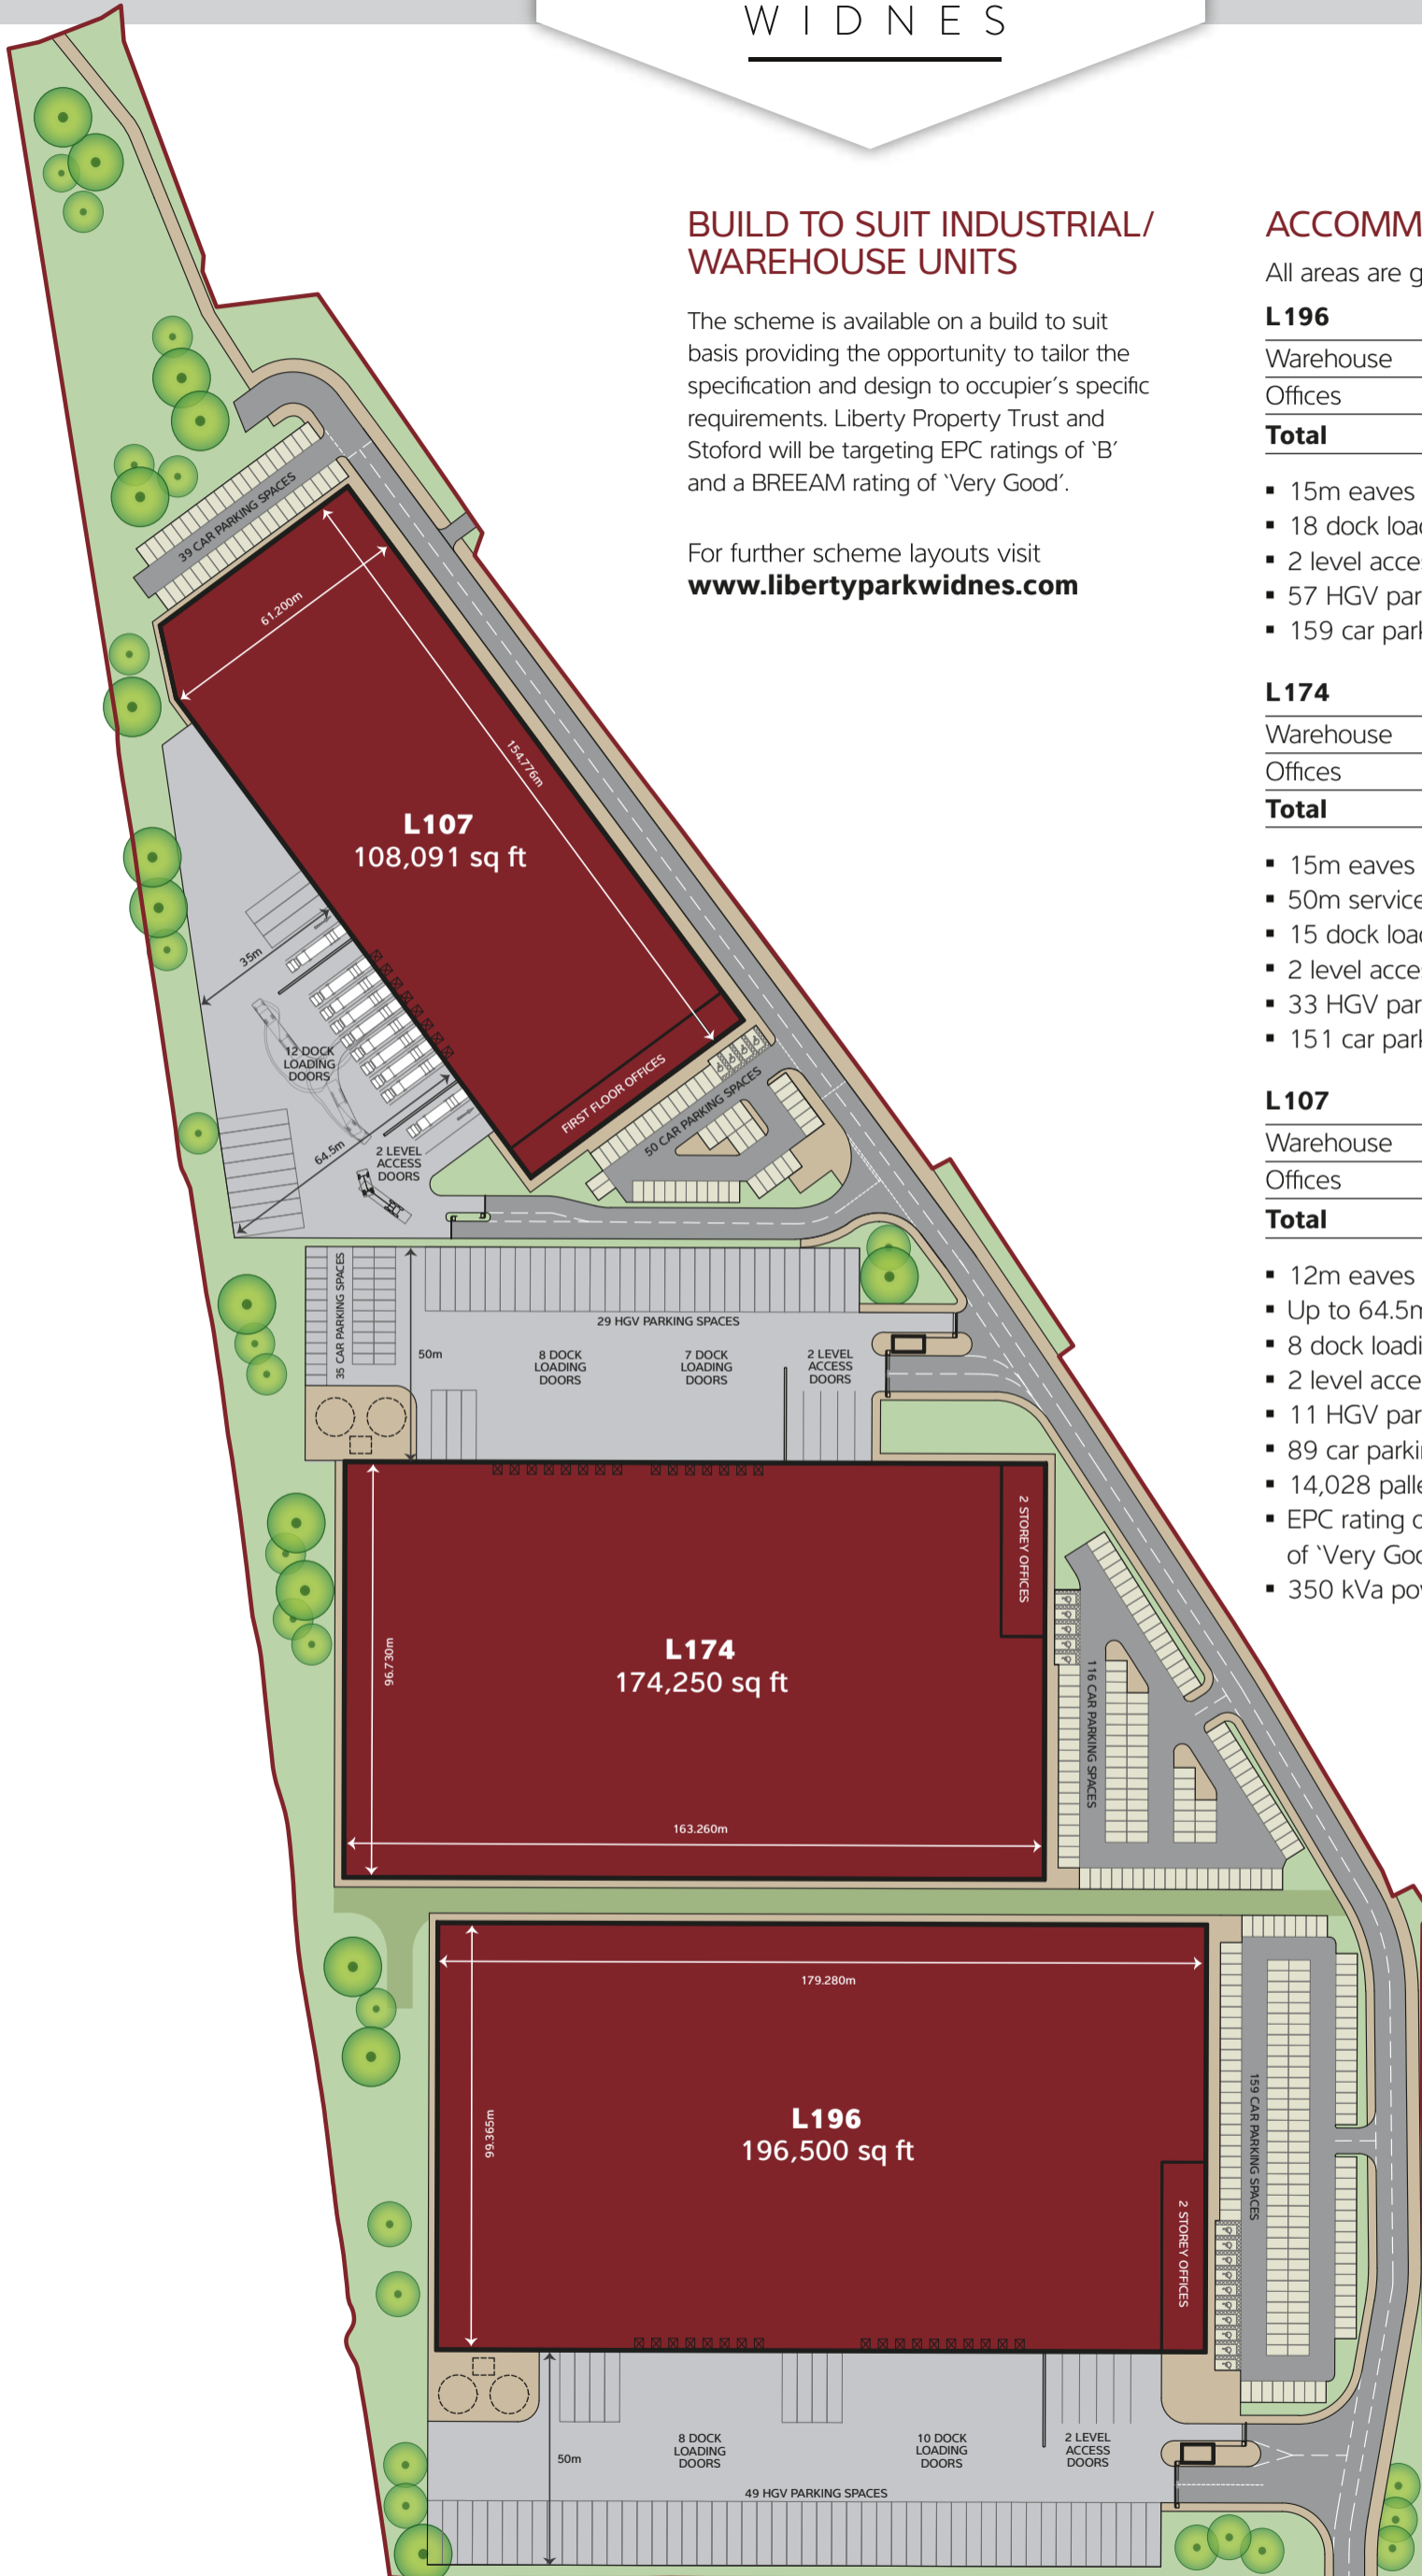 WIDNES
BUILD TO SUIT INDUSTRIAL/
WAREHOUSE UNITS
The scheme is available on a build to suit
basis providing the opportunity to tailor the
specification and design to occupier's specific
requirements. Liberty Property Trust and
Stoford will be targeting EPC ratings of 'B'
and a BREEAM rating of 'Very Good'.
For further scheme layouts visit
www.libertyparkwidnes.com
ACCOMM
All areas are g
L196
Warehouse
Offices
Total
▪ 15m eaves
▪ 18 dock load
▪ 2 level acce
▪ 57 HGV par
▪ 159 car park
L174
Warehouse
Offices
Total
▪ 15m eaves
▪ 50m service
▪ 15 dock load
▪ 2 level acce
▪ 33 HGV par
▪ 151 car park
L107
Warehouse
Offices
Total
▪ 12m eaves
▪ Up to 64.5m
▪ 8 dock loadi
▪ 2 level acce
▪ 11 HGV par
▪ 89 car parki
▪ 14,028 palle
▪ EPC rating o
of 'Very Goo
▪ 350 kVa pov
39 CAR PARKING SPACES
61.200m
154.776m
L107
108,091 sq ft
35m
12 DOCK
LOADING
DOORS
64.5m
2 LEVEL
ACCESS
DOORS
FIRST FLOOR OFFICES
50 CAR PARKING SPACES
35 CAR PARKING SPACES
29 HGV PARKING SPACES
50m
8 DOCK
LOADING
DOORS
7 DOCK
LOADING
DOORS
2 LEVEL
ACCESS
DOORS
2 STOREY OFFICES
L174
174,250 sq ft
96.730m
163.260m
116 CAR PARKING SPACES
179.280m
L196
196,500 sq ft
99.365m
159 CAR PARKING SPACES
2 STOREY OFFICES
8 DOCK
LOADING
DOORS
10 DOCK
LOADING
DOORS
2 LEVEL
ACCESS
DOORS
50m
49 HGV PARKING SPACES